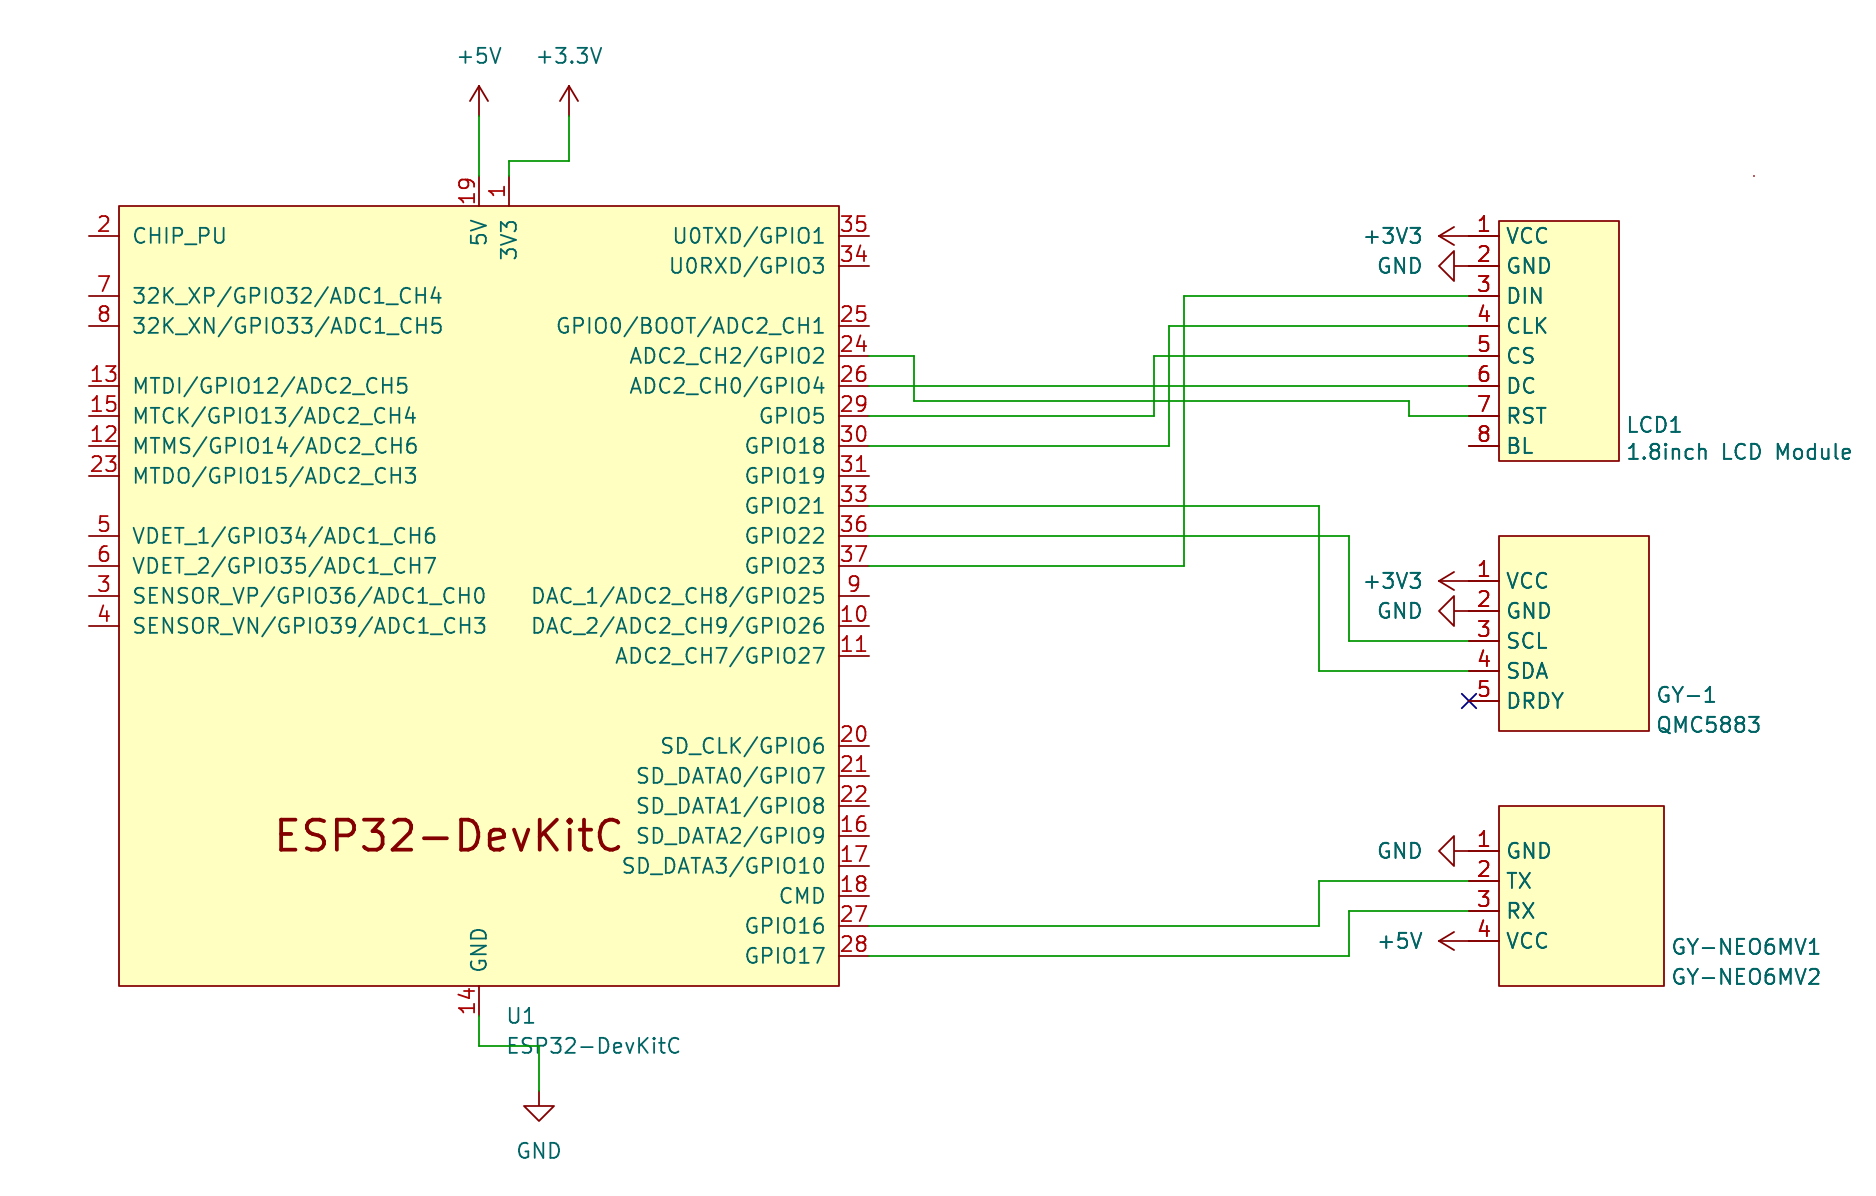 +5V
+3.3V
19
5V
1
3V3
2 CHIP_PU
7 32K_XP/GPIO32/ADC1_CH4
8 32K_XN/GPIO33/ADC1_CH5
13 MTDI/GPIO12/ADC2_CH5
15 MTCK/GPIO13/ADC2_CH4
12 MTMS/GPIO14/ADC2_CH6
23 MTDO/GPIO15/ADC2_CH3
5 VDET_1/GPIO34/ADC1_CH6
6 VDET_2/GPIO35/ADC1_CH7
3 SENSOR_VP/GPIO36/ADC1_CH0
4 SENSOR_VN/GPIO39/ADC1_CH3
U0TXD/GPIO1 35
U0RXD/GPIO3 34
GPIO0/BOOT/ADC2_CH1 25
ADC2_CH2/GPIO2 24
ADC2_CH0/GPIO4 26
GPIO5 29
GPIO18 30
GPIO19 31
GPIO21 33
GPIO22 36
GPIO23 37
DAC_1/ADC2_CH8/GPIO25 9
DAC_2/ADC2_CH9/GPIO26 10
ADC2_CH7/GPIO27 11
SD_CLK/GPIO6 20
SD_DATA0/GPIO7 21
SD_DATA1/GPIO8 22
SD_DATA2/GPIO9 16
SD_DATA3/GPIO10 17
CMD 18
GPIO16 27
GPIO17 28
ESP32-DevKitC
GND
14
U1
ESP32-DevKitC
GND
+3V3 1 VCC
GND 2 GND
3 DIN
4 CLK
5 CS
6 DC
7 RST
8 BL
LCD1
1.8inch LCD Module
+3V3 1 VCC
GND 2 GND
3 SCL
4 SDA
5 DRDY
GY-1
QMC5883
GND 1 GND
2 TX
3 RX
+5V 4 VCC
GY-NEO6MV1
GY-NEO6MV2